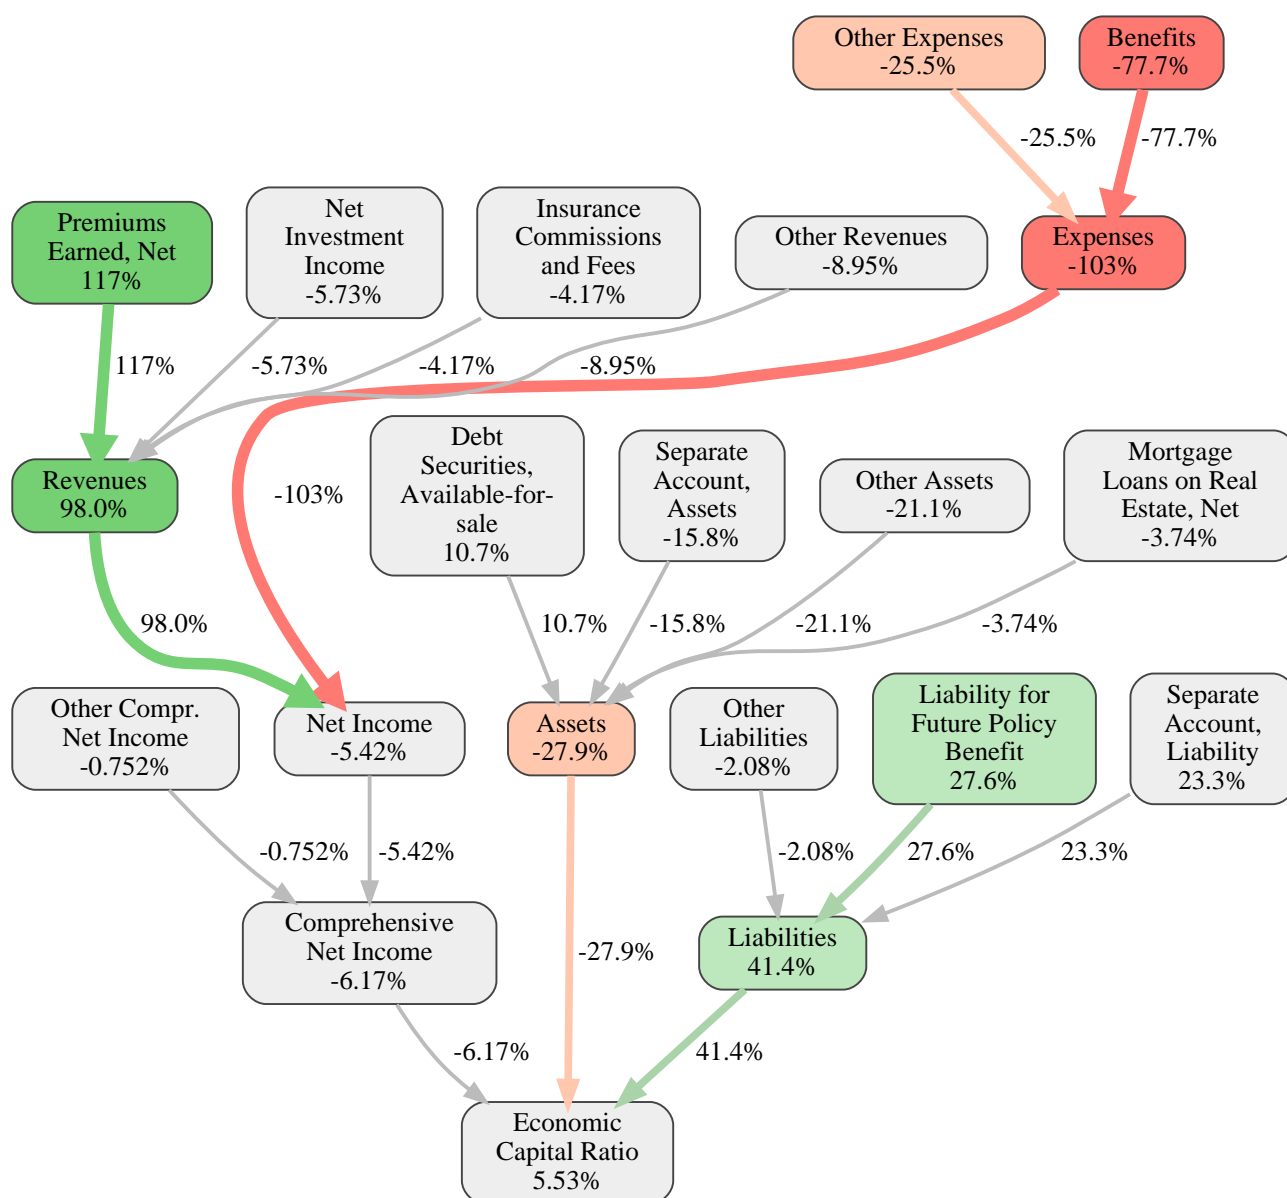 Other Expenses
-25.5%
Benefits
-77.7%
-25.5%
-77.7%
Premiums
Earned, Net
117%
Net
Investment
Income
-5.73%
Insurance
Commissions
and Fees
-4.17%
Other Revenues
-8.95%
Expenses
-103%
117%
-5.73%
-4.17%
-8.95%
Revenues
98.0%
-103%
Debt
Securities,
Available-for-
sale
10.7%
Separate
Account,
Assets
-15.8%
Other Assets
-21.1%
Mortgage
Loans on Real
Estate, Net
-3.74%
98.0%
10.7%
-15.8%
-21.1%
-3.74%
Other Compr.
Net Income
-0.752%
Net Income
-5.42%
Assets
-27.9%
Other
Liabilities
-2.08%
Liability for
Future Policy
Benefit
27.6%
Separate
Account,
Liability
23.3%
-0.752%
-5.42%
-2.08%
27.6%
23.3%
Comprehensive
Net Income
-6.17%
-27.9%
Liabilities
41.4%
-6.17%
41.4%
Economic
Capital Ratio
5.53%